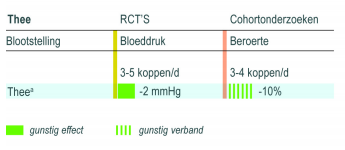 Thee RCT'S Cohortonderzoeken
Blootstelling Bloeddruk Beroerte
3-5 koppen/d 3-4 koppen/d
Theeᵃ -2 mmHg -10%
gunstig effect gunstig verband